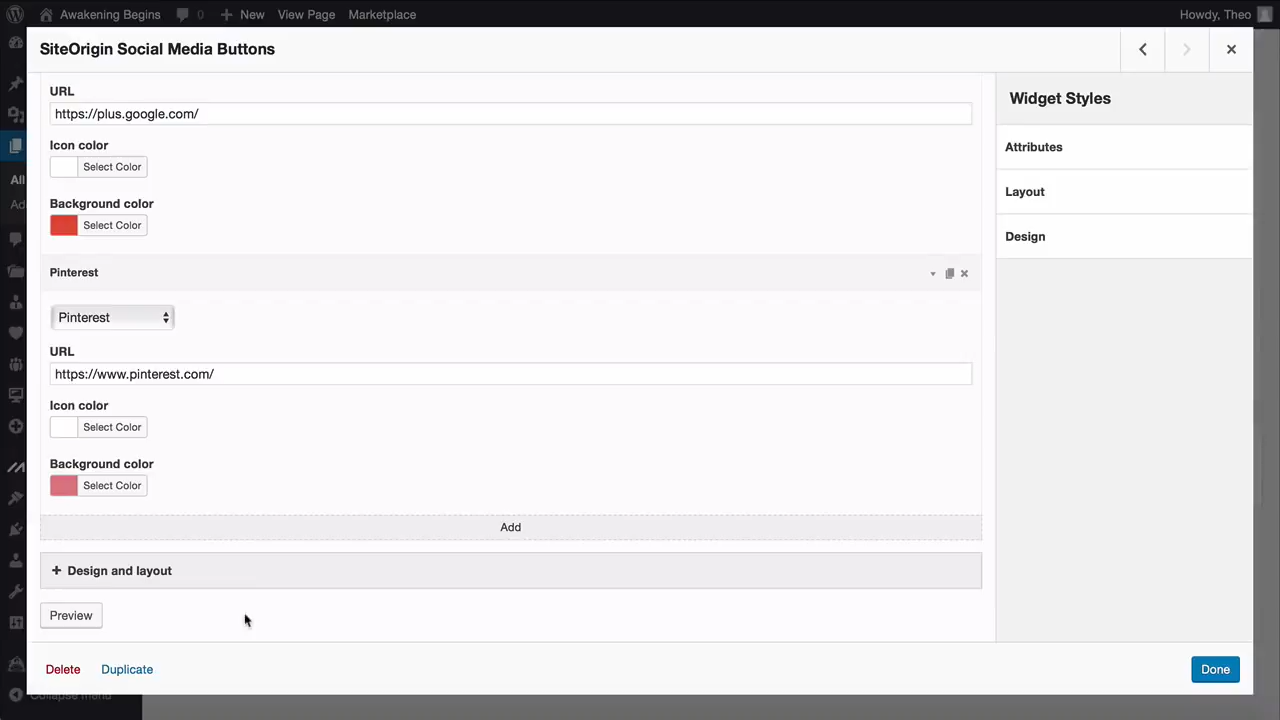 Awakening Begins 0 New View Page Marketplace Howdy, Theo
SiteOrigin Social Media Buttons
URL
https://plus.google.com/
Icon color
Select Color
Background color
Select Color
Pinterest
Pinterest
URL
https://www.pinterest.com/
Icon color
Select Color
Background color
Select Color
Add
Design and layout
Preview
Delete Duplicate
Done
Widget Styles
Attributes
Layout
Design
All
Ad
Collapse menu